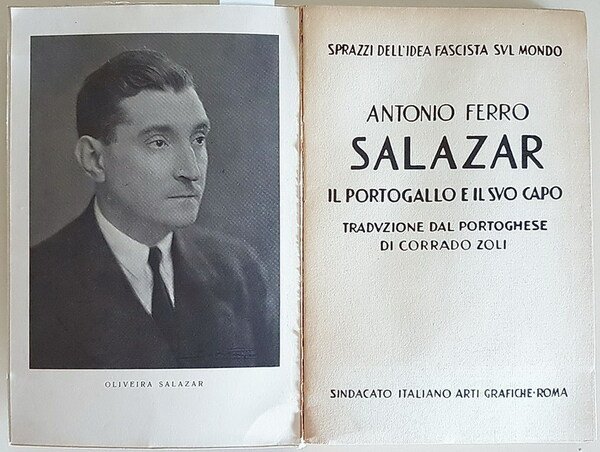 OLIVEIRA SALAZAR
SPRAZZI DELL'IDEA FASCISTA SVL MONDO
ANTONIO FERRO
SALAZAR
IL PORTOGALLO E IL SVO CAPO
TRADVZIONE DAL PORTOGHESE
DI CORRADO ZOLI
SINDACATO ITALIANO ARTI GRAFICHE-ROMA